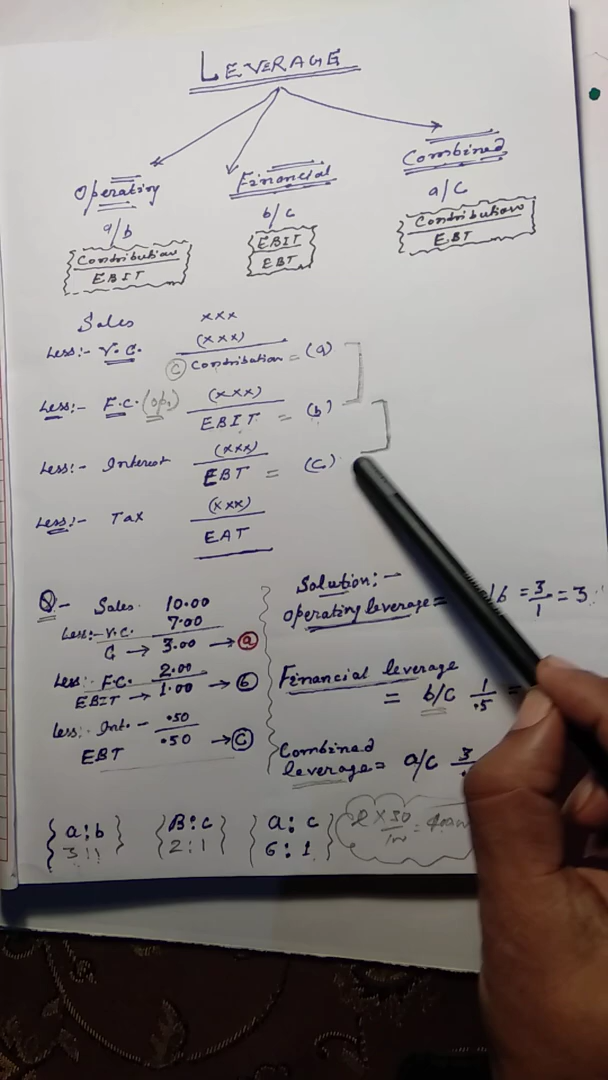 LEVERAGE
Operating Financial Combined
a/b b/c a/c
Contribution EBIT Contribution
EBIT EBT EBT
Sales xxx
Less:- V.C. (xxx)
© Contribution = (a)
Less:- F.C. (op.) (xxx)
EBIT = (b)
Less:- Interest (xxx)
EBT = (c)
Less:- Tax (xxx)
EAT
Q- Sales 10.00
Less:- V.C. 7.00
C → 3.00 → a
Less:- F.C. 2.00
EBIT → 1.00 → b
Less:- Int. - .50
EBT .50 → c
Solution:-
Operating leverage = /b = 3/1 = 3
Financial leverage
= b/c 1/.5 =
Combined
leverage = a/c 3/
{a:b} {B:c} {a:c}
3:1 2:1 6:1